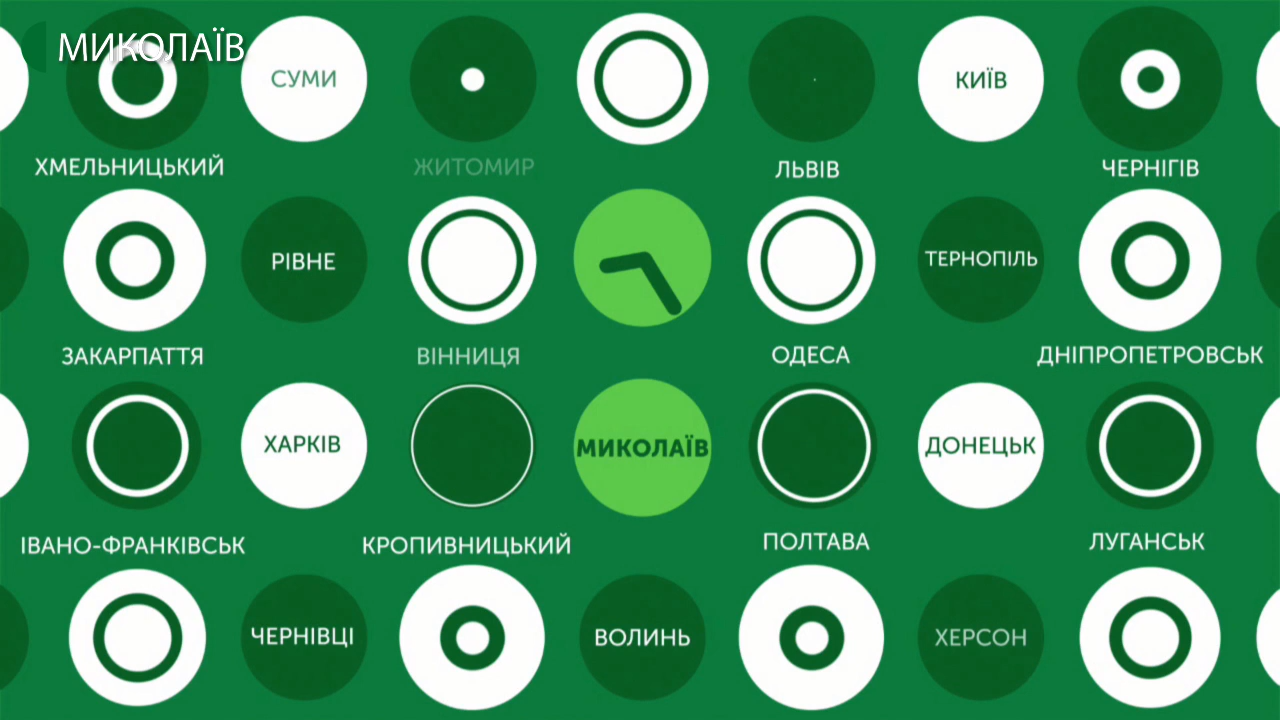 МИКОЛАЇВ
СУМИ
КИЇВ
ХМЕЛЬНИЦЬКИЙ
ЖИТОМИР
ЛЬВІВ
ЧЕРНІГІВ
РІВНЕ
ТЕРНОПІЛЬ
ЗАКАРПАТТЯ
ВІННИЦЯ
ОДЕСА
ДНІПРОПЕТРОВСЬК
ХАРКІВ
МИКОЛАЇВ
ДОНЕЦЬК
ІВАНО-ФРАНКІВСЬК
КРОПИВНИЦЬКИЙ
ПОЛТАВА
ЛУГАНСЬК
ЧЕРНІВЦІ
ВОЛИНЬ
ХЕРСОН